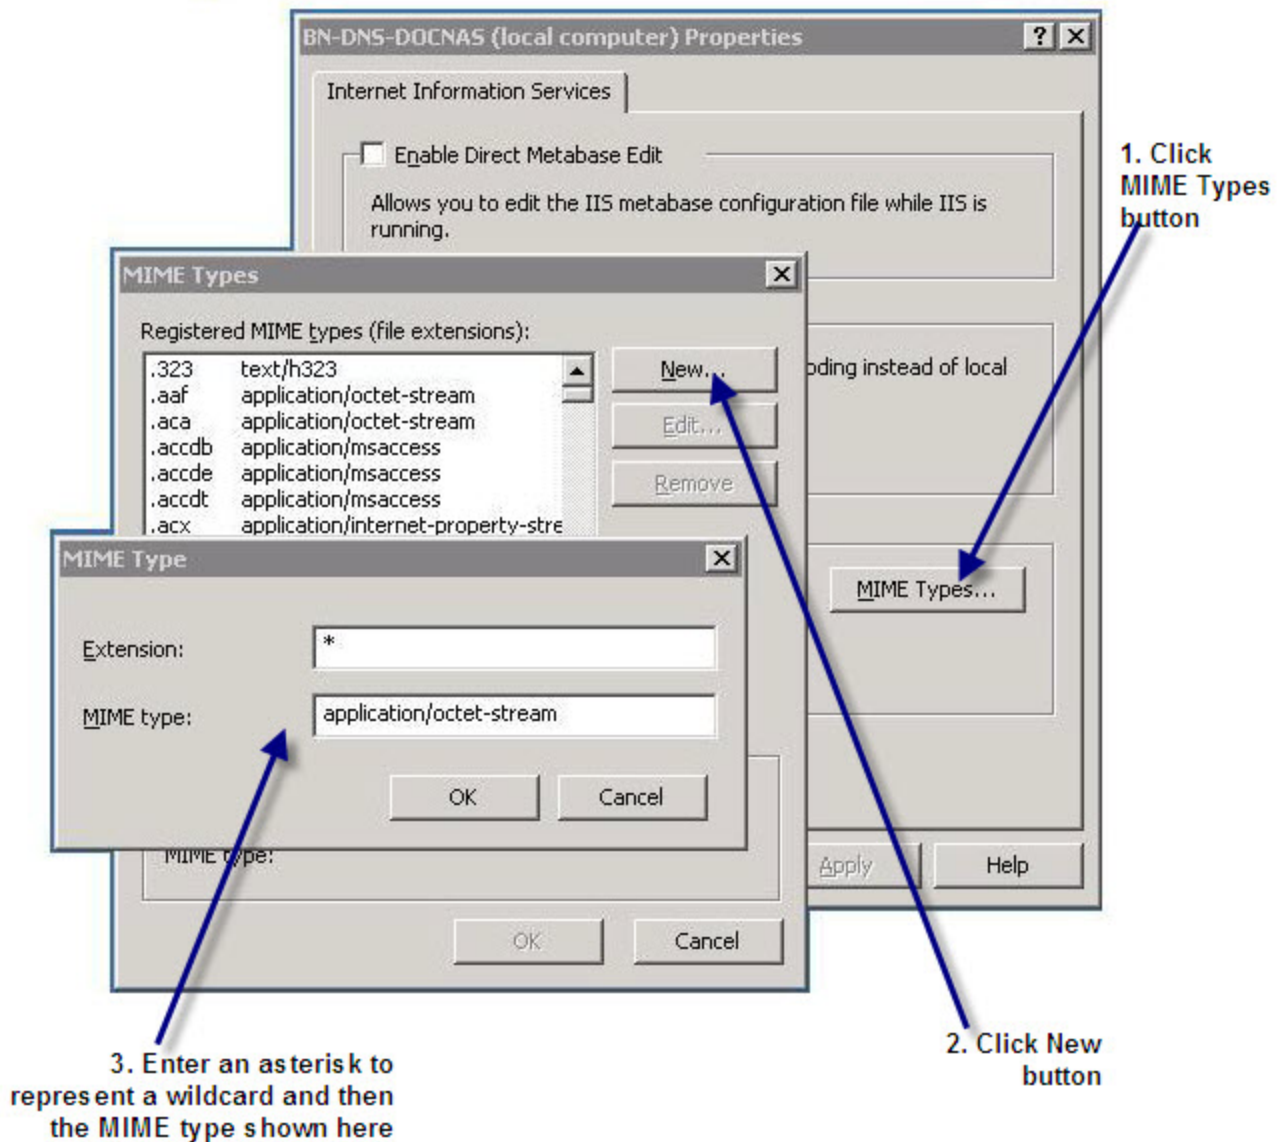 BN-DNS-DOCNAS (local computer) Properties
Internet Information Services
Enable Direct Metabase Edit
Allows you to edit the IIS metabase configuration file while IIS is
running.
1. Click
MIME Types
button
MIME Types
Registered MIME types (file extensions):
.323 text/h323
.aaf application/octet-stream
.aca application/octet-stream
.accdb application/msaccess
.accde application/msaccess
.accdt application/msaccess
.acx application/internet-property-stre
New...
Edit...
Remove
oding instead of local
MIME Types...
MIME Type
Extension: *
MIME type: application/octet-stream
OK Cancel
MIME type:
Apply Help
OK Cancel
2. Click New
button
3. Enter an asterisk to
represent a wildcard and then
the MIME type shown here